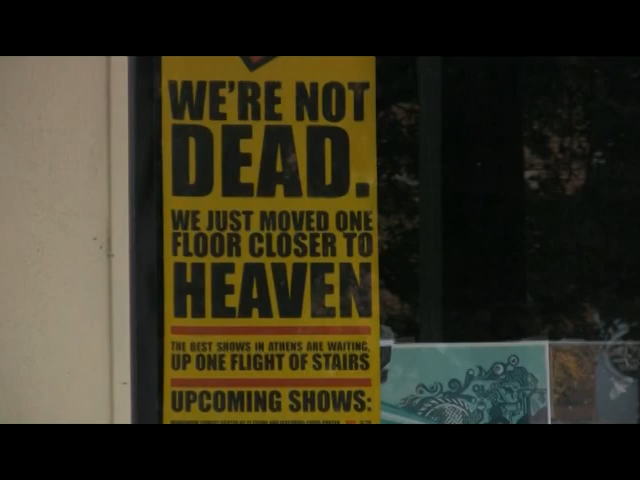 WE'RE NOT
DEAD.
WE JUST MOVED ONE
FLOOR CLOSER TO
HEAVEN
THE BEST SHOWS IN ATHENS ARE WAITING,
UP ONE FLIGHT OF STAIRS
UPCOMING SHOWS: